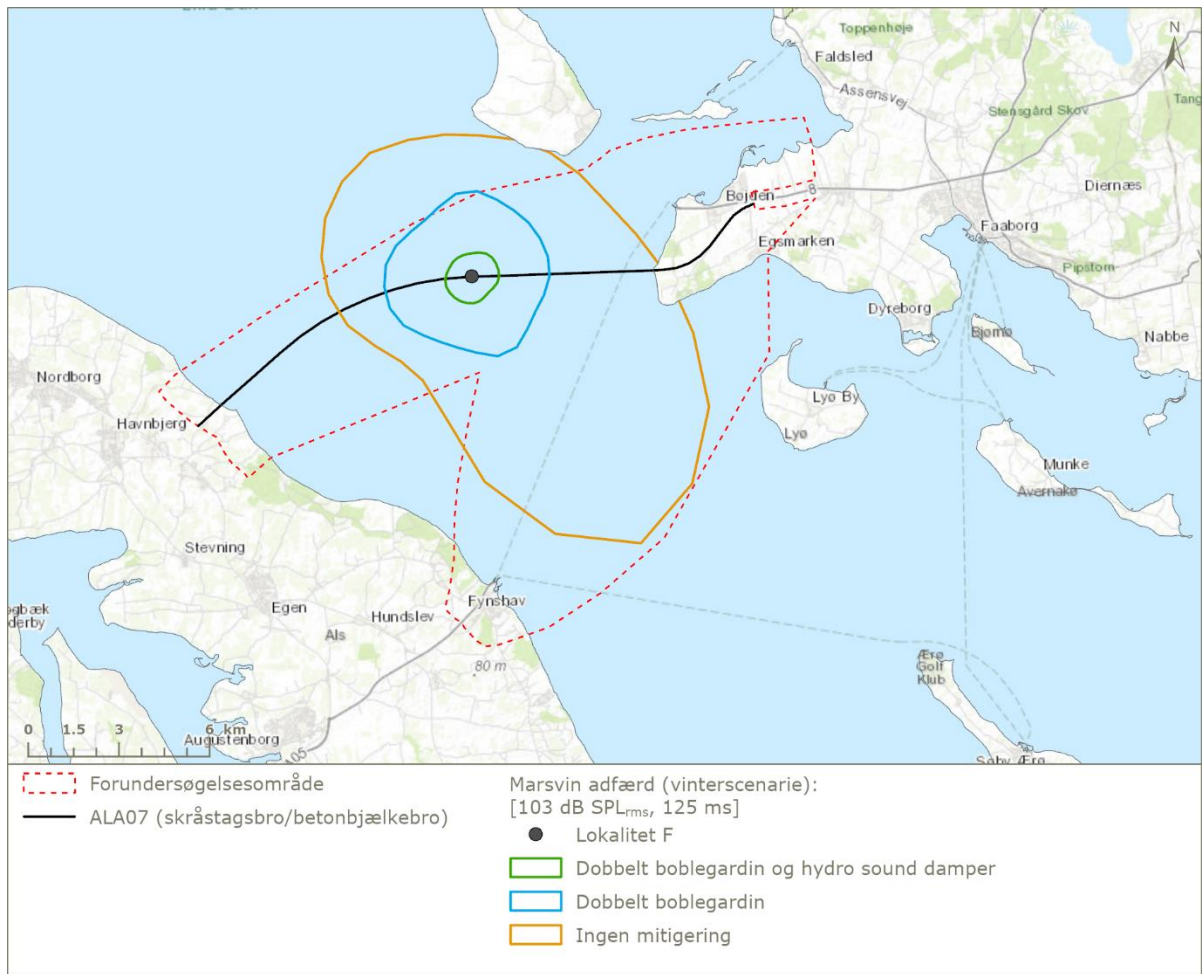 Toppenhøje
Faldsled
N
Assensvej
Stensgård Skov
Tang
Bøjden
8
Diernæs
Egsmarken
Faaborg
Pipstorn
Dyreborg
Bjørnø
Nabbe
Nordborg
Havnbjerg
Lyø By
Lyø
Munke
Avernakø
Stevning
Egen
Hundslev
Fynshav
Als
80 m
Ærø
Golf
Klub
0 1.5 3 6 km
Augustenborg
Søby Ærø
Forundersøgelsesområde
ALA07 (skråstagsbro/betonbjælkebro)
Marsvin adfærd (vinterscenarie):
[103 dB SPLrms, 125 ms]
Lokalitet F
Dobbelt boblegardin og hydro sound damper
Dobbelt boblegardin
Ingen mitigering